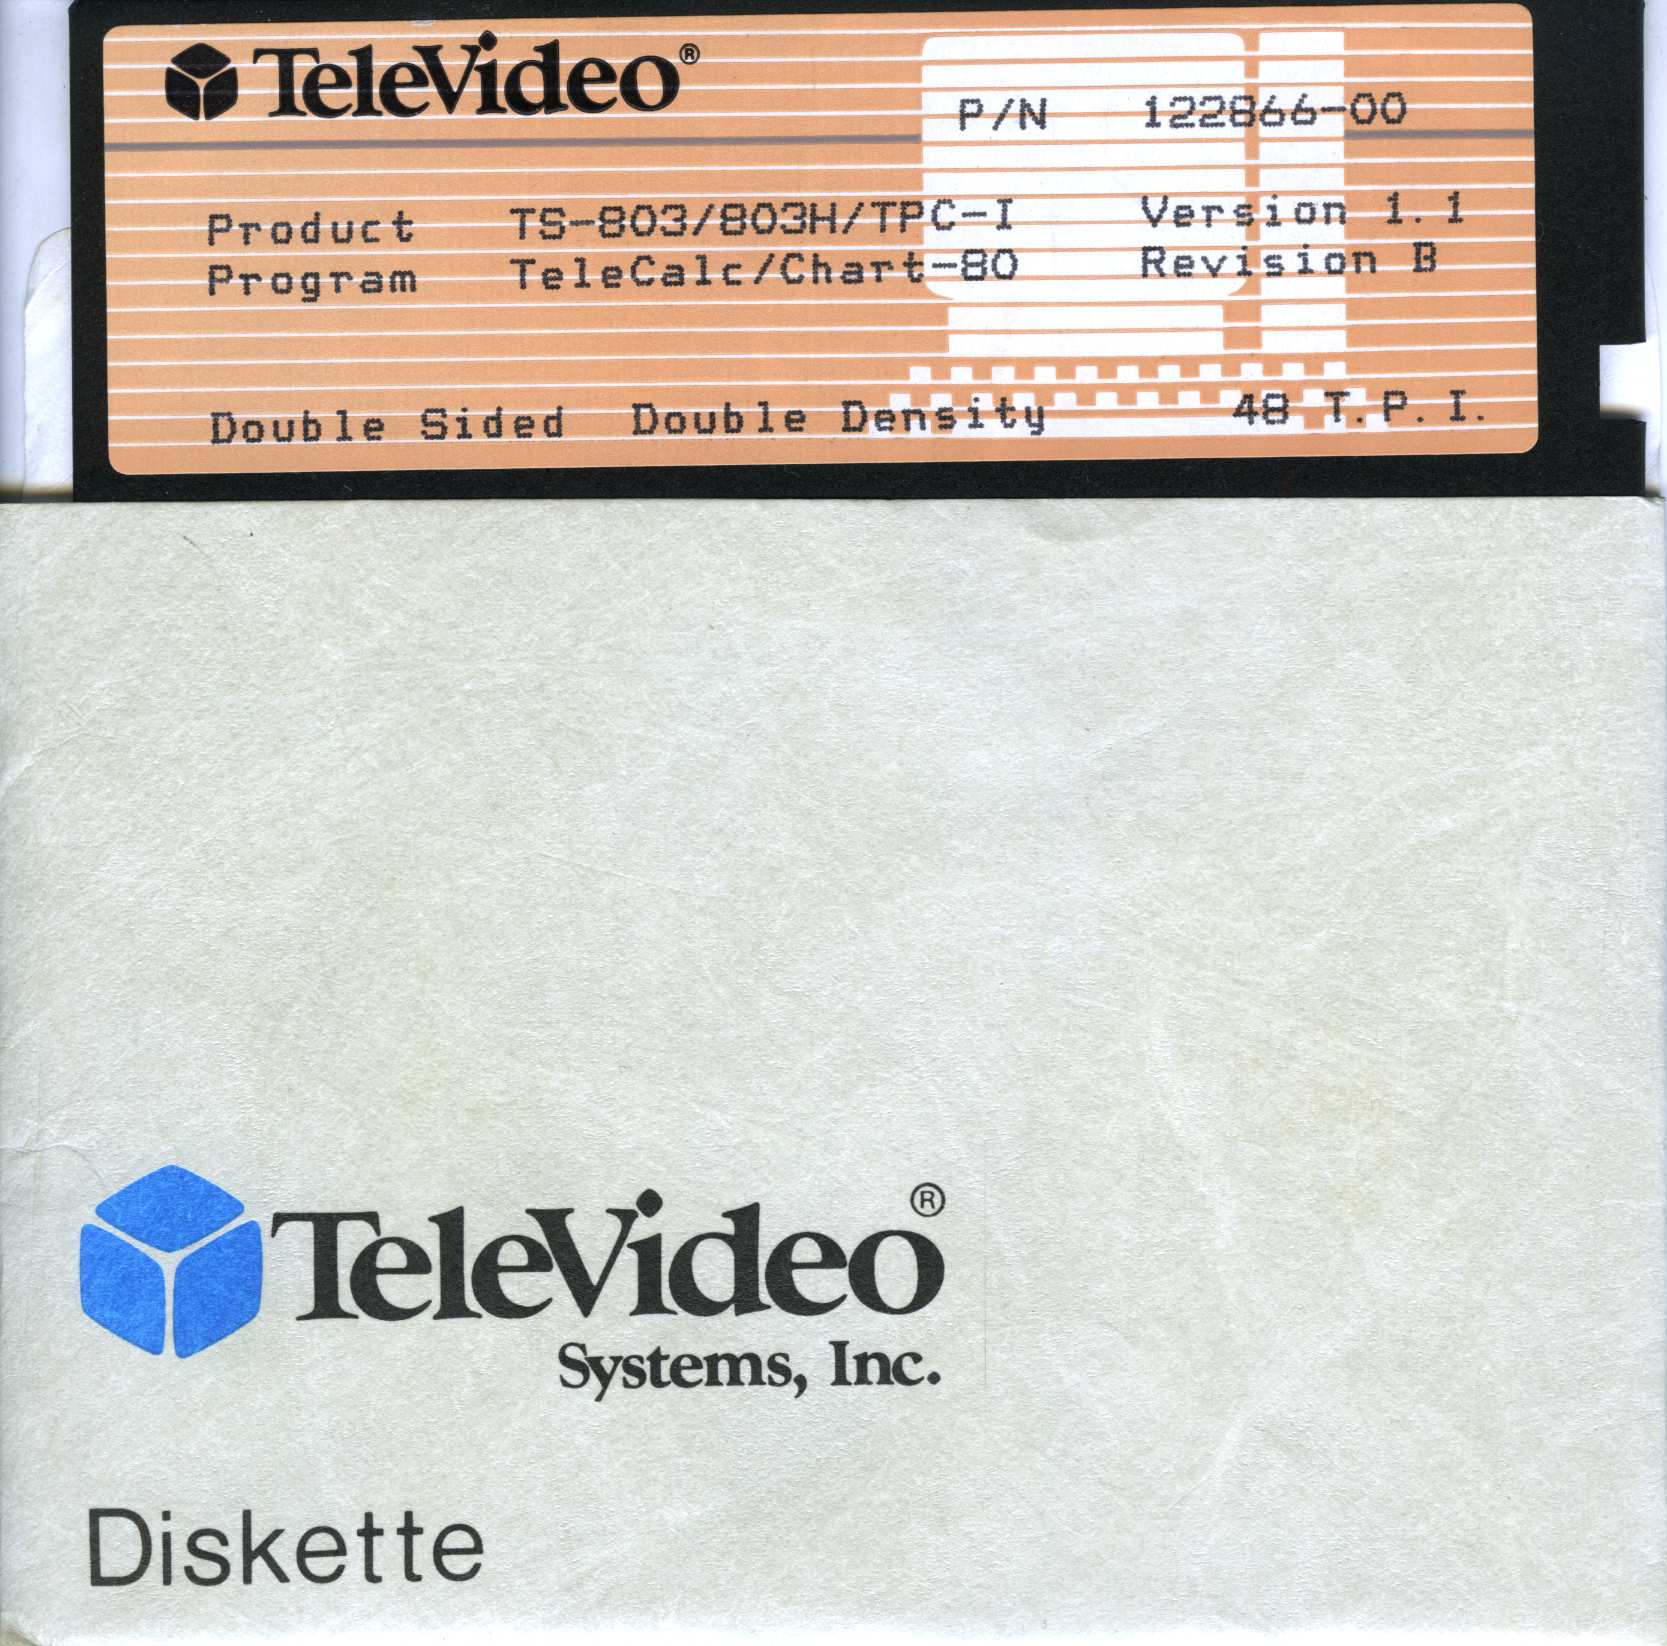 TeleVideo®
P/N 122866-00
Product TS-803/803H/TPC-I Version 1.1
Program TeleCalc/Chart-80 Revision B
Double Sided Double Density 48 T.P.I.
TeleVideo®
Systems, Inc.
Diskette